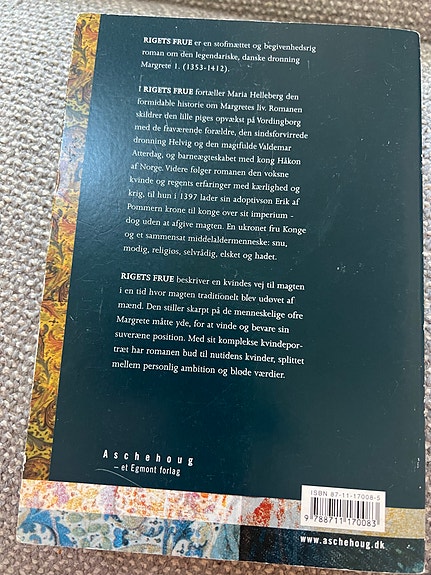 RIGETS FRUE er en stofmættet og begivenhedsrig
roman om den legendariske, danske dronning
Margrete 1. (1353-1412).
I RIGETS FRUE fortæller Maria Helleberg den
formidable historie om Margretes liv. Romanen
skildrer den lille piges opvækst på Vordingborg
med de fraværende forældre, den sindsforvirrede
dronning Helvig og den magtfulde Valdemar
Atterdag, og barneægteskabet med kong Håkon
af Norge. Videre følger romanen den voksne
kvinde og regents erfaringer med kærlighed og
krig, til hun i 1397 lader sin adoptivsøn Erik af
Pommern krone til konge over sit imperium -
dog uden at afgive magten. En ukronet fru Konge
og et sammensat middelaldermenneske: snu,
modig, religiøs, selvrådig, elsket og hadet.
RIGETS FRUE beskriver en kvindes vej til magten
i en tid hvor magten traditionelt blev udøvet af
mænd. Den stiller skarpt på de menneskelige ofre
Margrete måtte yde, for at vinde og bevare sin
suveræne position. Med sit komplekse kvindepor-
træt har romanen bud til nutidens kvinder, splittet
mellem personlig ambition og bløde værdier.
Aschehoug
– et Egmont forlag
ISBN 87-11-17008-5
9 788711 170083
www.aschehoug.dk